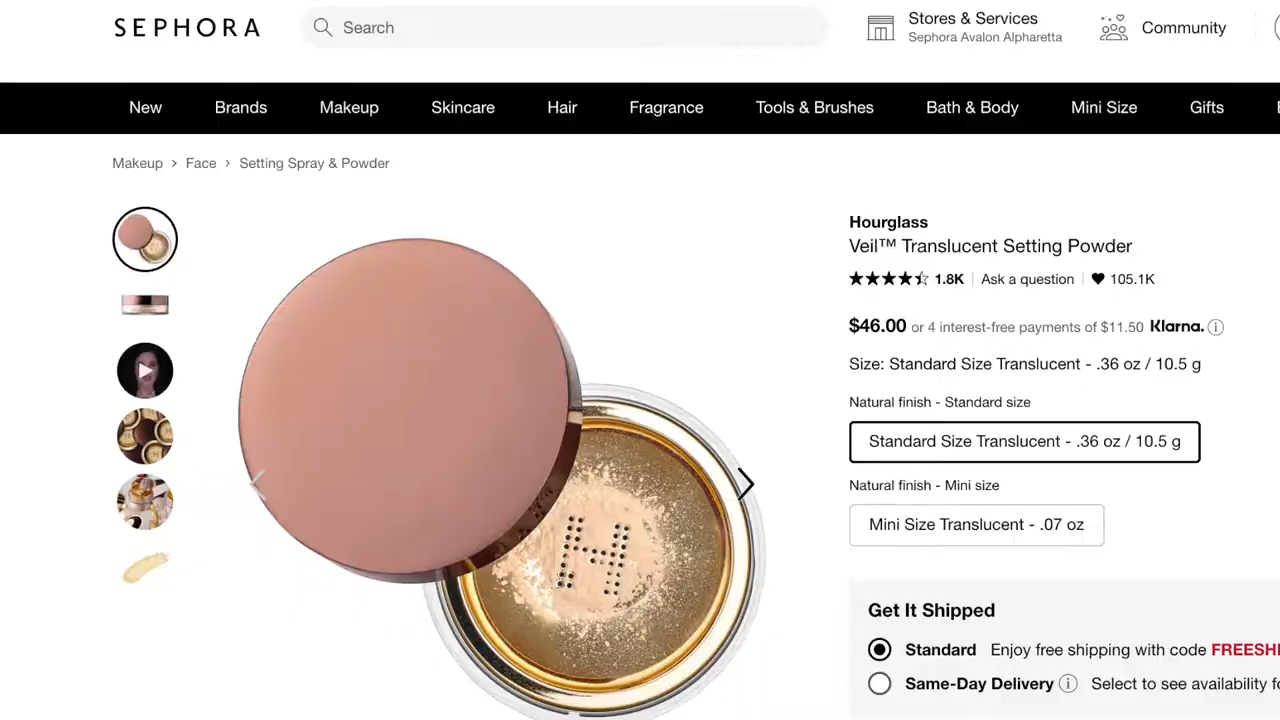 SEPHORA
Search
Stores & Services
Sephora Avalon Alpharetta
Community
New Brands Makeup Skincare Hair Fragrance Tools & Brushes Bath & Body Mini Size Gifts
Makeup > Face > Setting Spray & Powder
Hourglass
Veil™ Translucent Setting Powder
1.8K | Ask a question | 105.1K
$46.00 or 4 interest-free payments of $11.50 Klarna.
Size: Standard Size Translucent - .36 oz / 10.5 g
Natural finish - Standard size
Standard Size Translucent - .36 oz / 10.5 g
Natural finish - Mini size
Mini Size Translucent - .07 oz
H
Get It Shipped
Standard Enjoy free shipping with code FREESH
Same-Day Delivery Select to see availability